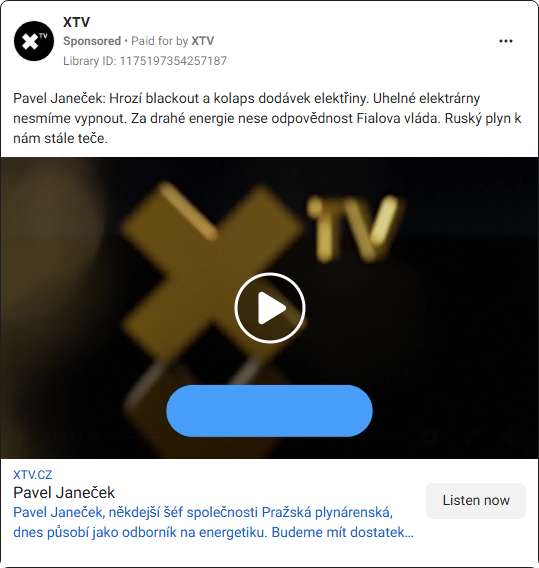 XTV
Sponsored • Paid for by XTV
Library ID: 1175197354257187
Pavel Janeček: Hrozí blackout a kolaps dodávek elektřiny. Uhelné elektrárny
nesmíme vypnout. Za drahé energie nese odpovědnost Fialova vláda. Ruský plyn k
nám stále teče.
XTV
XTV.CZ
Pavel Janeček
Pavel Janeček, někdejší šéf společnosti Pražská plynárenská,
dnes působí jako odborník na energetiku. Budeme mít dostatek...
Listen now